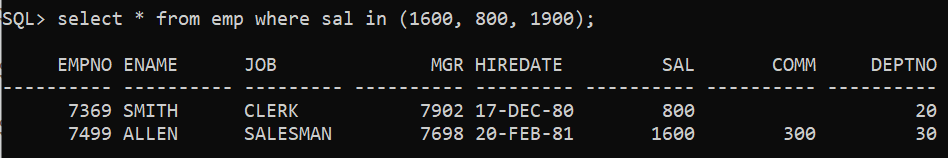 SQL> select * from emp where sal in (1600, 800, 1900);
     EMPNO ENAME      JOB              MGR HIREDATE         SAL       COMM     DEPTNO
---------- ---------- --------- ---------- --------- ---------- ---------- ----------
      7369 SMITH      CLERK           7902 17-DEC-80        800                    20
      7499 ALLEN      SALESMAN        7698 20-FEB-81       1600        300         30